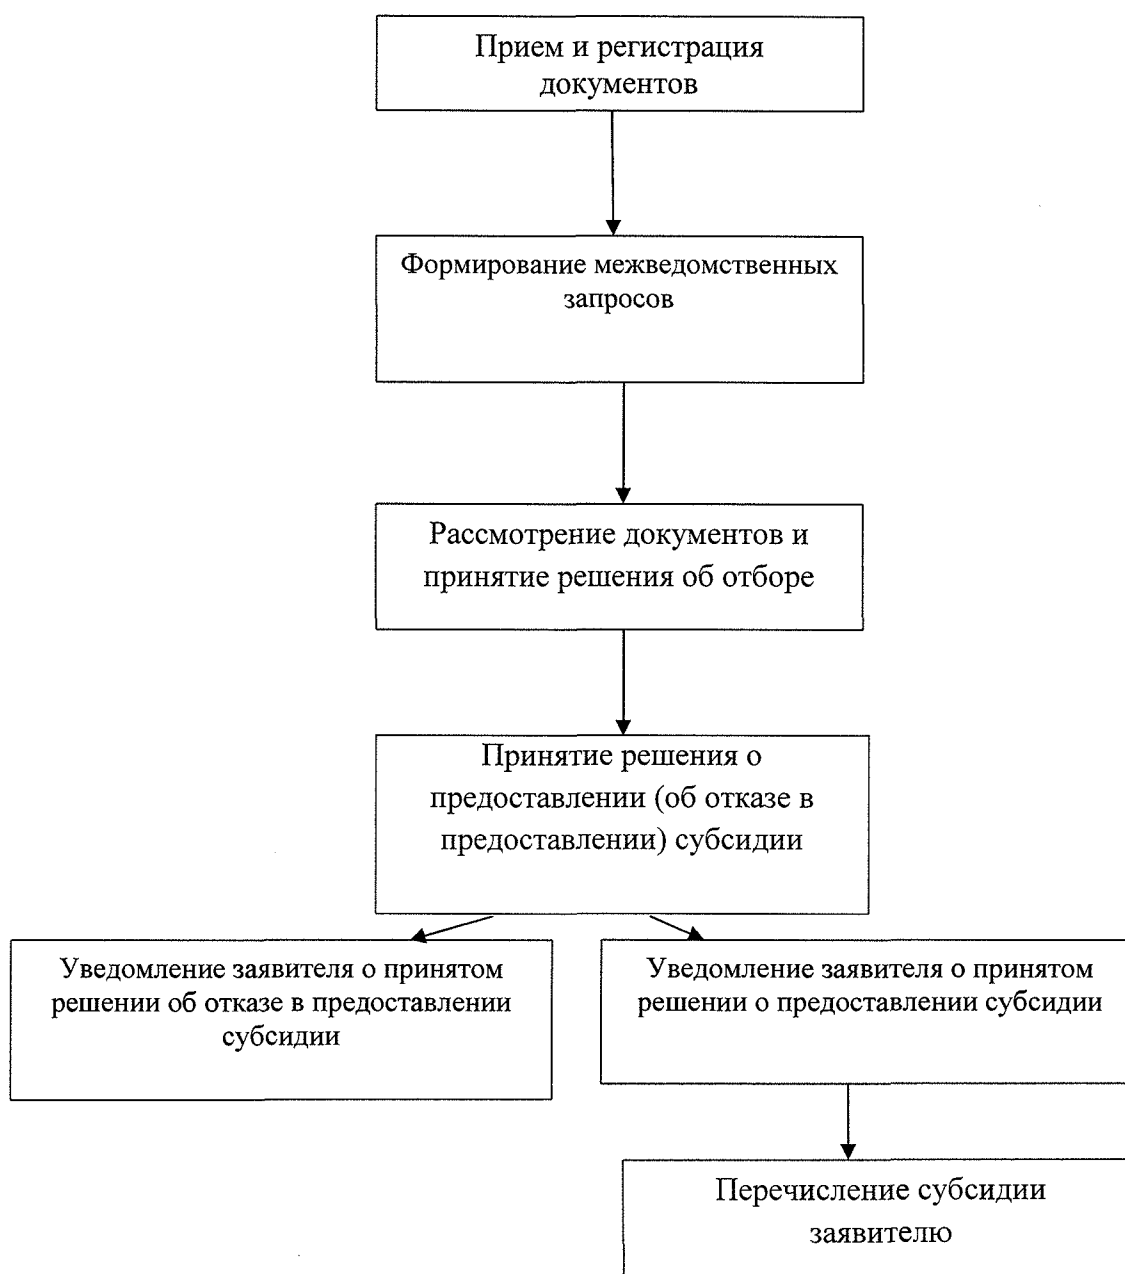 Прием и регистрация
документов
Формирование межведомственных
запросов
Рассмотрение документов и
принятие решения об отборе
Принятие решения о
предоставлении (об отказе в
предоставлении) субсидии
Уведомление заявителя о принятом
решении об отказе в предоставлении
субсидии
Уведомление заявителя о принятом
решении о предоставлении субсидии
Перечисление субсидии
заявителю